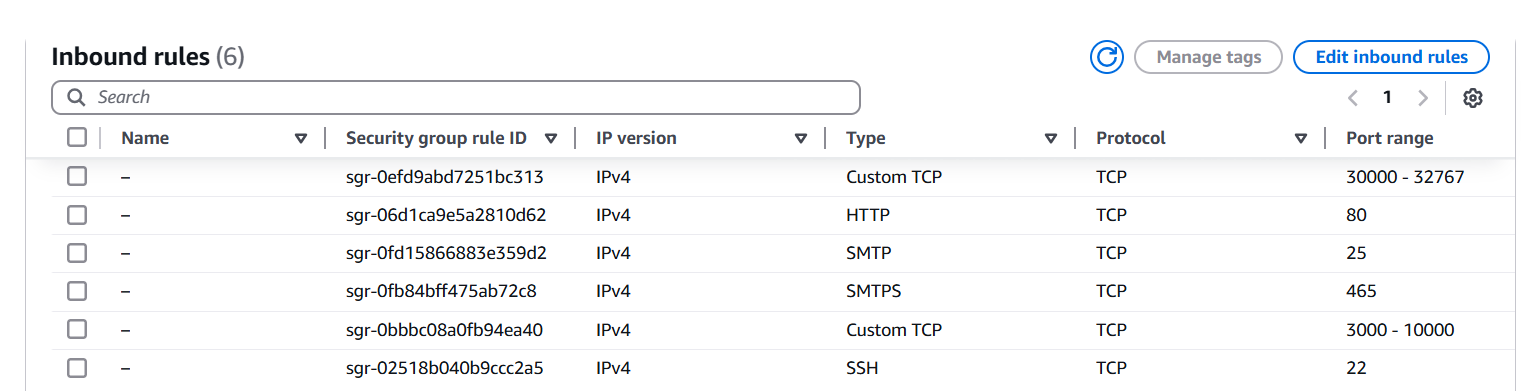 Inbound rules (6)
Manage tags
Edit inbound rules
Search
1
Name Security group rule ID IP version Type Protocol Port range
– sgr-0efd9abd7251bc313 IPv4 Custom TCP TCP 30000 - 32767
– sgr-06d1ca9e5a2810d62 IPv4 HTTP TCP 80
– sgr-0fd15866883e359d2 IPv4 SMTP TCP 25
– sgr-0fb84bff475ab72c8 IPv4 SMTPS TCP 465
– sgr-0bbbc08a0fb94ea40 IPv4 Custom TCP TCP 3000 - 10000
– sgr-02518b040b9ccc2a5 IPv4 SSH TCP 22